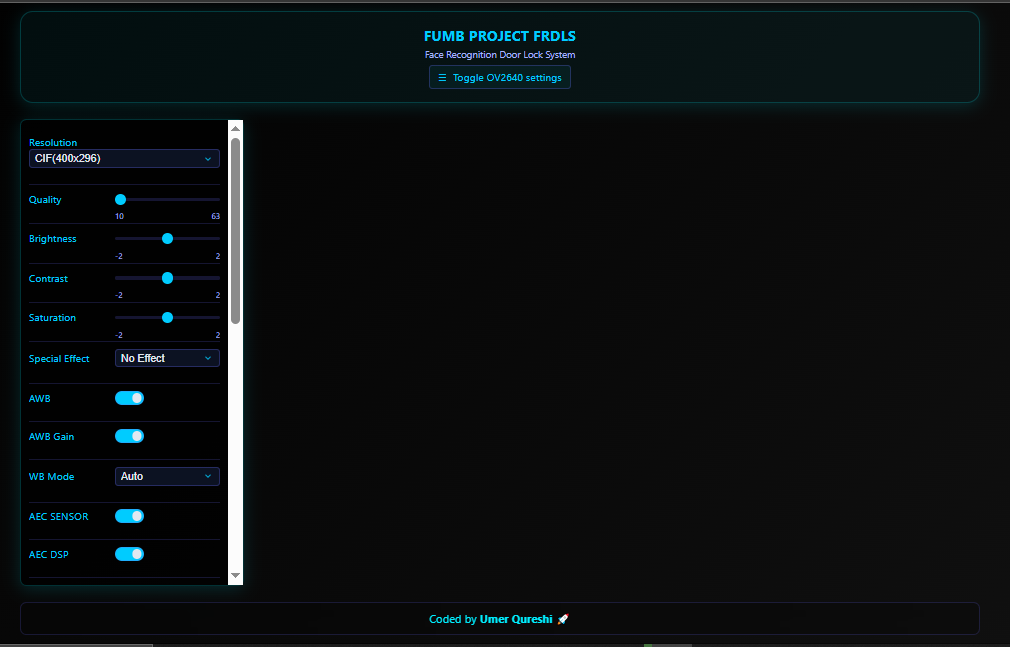 FUMB PROJECT FRDLS
Face Recognition Door Lock System
☰ Toggle OV2640 settings
Resolution
CIF(400x296)
Quality
10 63
Brightness
-2 2
Contrast
-2 2
Saturation
-2 2
Special Effect No Effect
AWB
AWB Gain
WB Mode Auto
AEC SENSOR
AEC DSP
Coded by Umer Qureshi 🚀